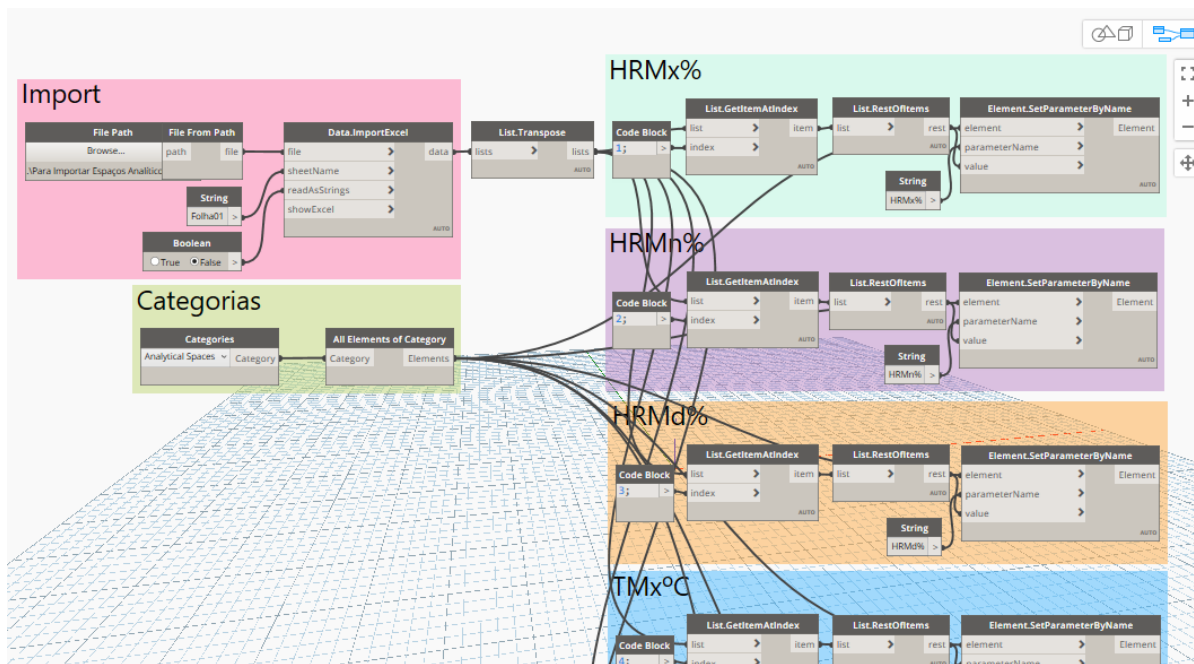 Import
File Path
Browse...
.\Para Importar Espaços Analítico
File From Path
path file
Data.ImportExcel
file data
sheetName
readAsStrings
showExcel
AUTO
String
Folha01 >
Boolean
True False >
List.Transpose
lists lists
AUTO
Categorias
Categories
Analytical Spaces Category
All Elements of Category
Category Elements
HRMx%
Code Block
1; >
List.GetItemAtIndex
list item
index
AUTO
List.RestOfItems
list rest
AUTO
String
HRMx% >
Element.SetParameterByName
element Element
parameterName
value
AUTO
HRMn%
Code Block
2; >
List.GetItemAtIndex
list item
index
AUTO
List.RestOfItems
list rest
AUTO
String
HRMn% >
Element.SetParameterByName
element Element
parameterName
value
AUTO
HRMd%
Code Block
3; >
List.GetItemAtIndex
list item
index
AUTO
List.RestOfItems
list rest
AUTO
String
HRMd% >
Element.SetParameterByName
element Element
parameterName
value
AUTO
TMxºC
Code Block
4; >
List.GetItemAtIndex
list item
index
List.RestOfItems
list rest
AUTO
Element.SetParameterByName
element Element
parameterName